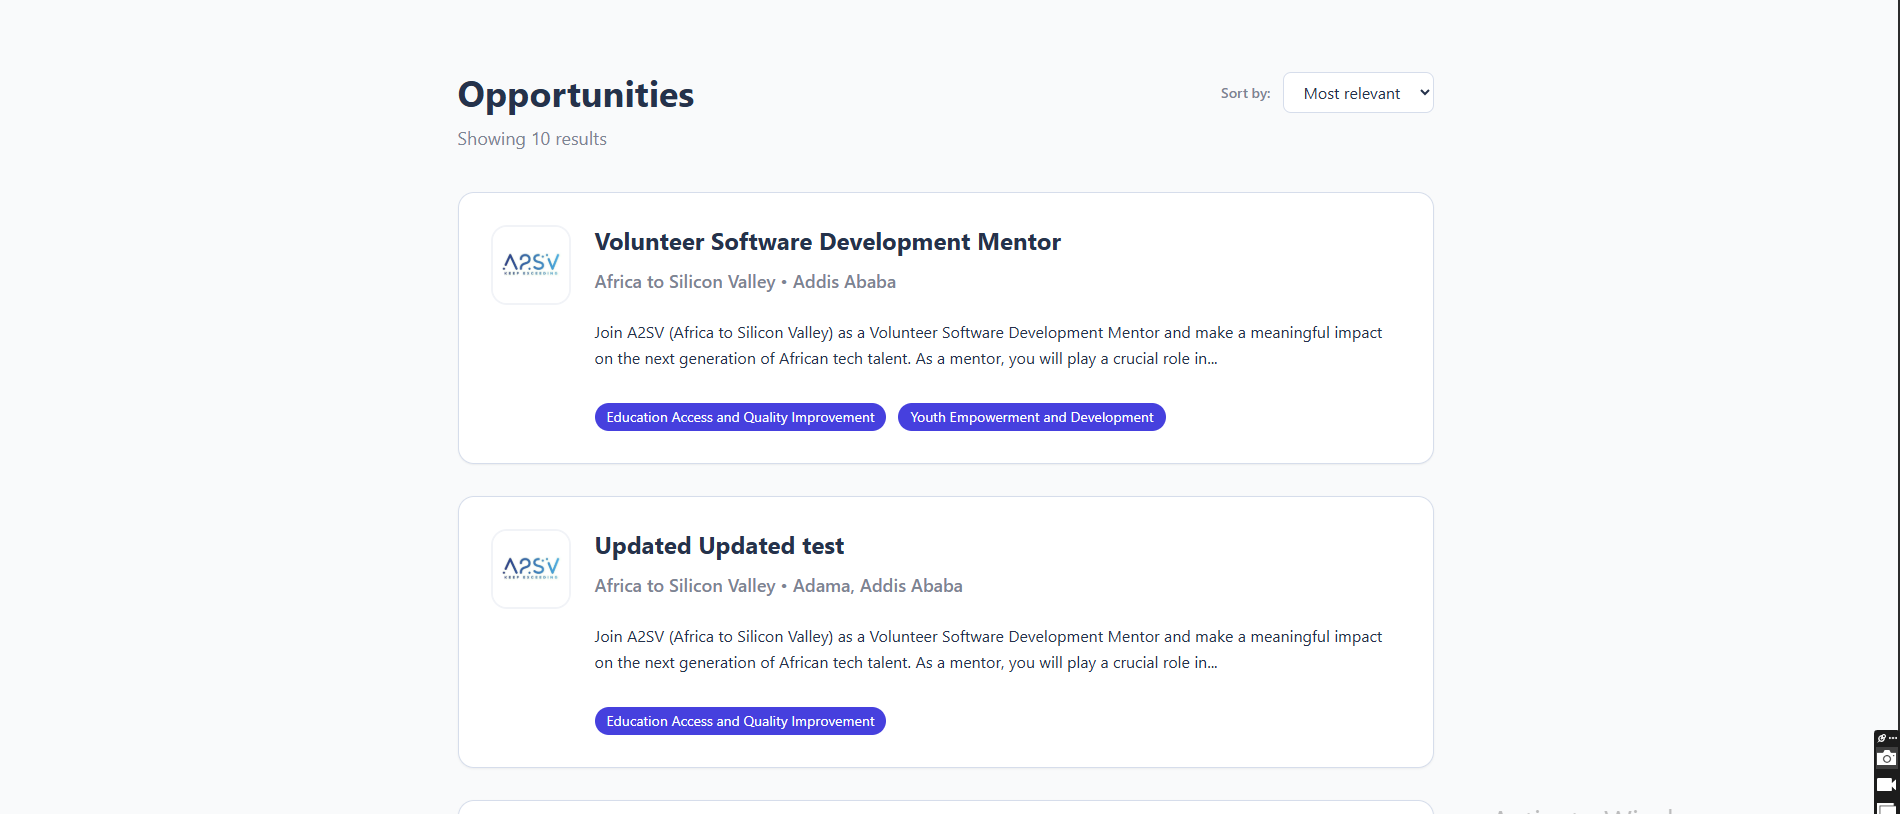 Opportunities
Sort by: Most relevant
Showing 10 results
A2SV
Volunteer Software Development Mentor
Africa to Silicon Valley • Addis Ababa
Join A2SV (Africa to Silicon Valley) as a Volunteer Software Development Mentor and make a meaningful impact
on the next generation of African tech talent. As a mentor, you will play a crucial role in...
Education Access and Quality Improvement Youth Empowerment and Development
A2SV
Updated Updated test
Africa to Silicon Valley • Adama, Addis Ababa
Join A2SV (Africa to Silicon Valley) as a Volunteer Software Development Mentor and make a meaningful impact
on the next generation of African tech talent. As a mentor, you will play a crucial role in...
Education Access and Quality Improvement